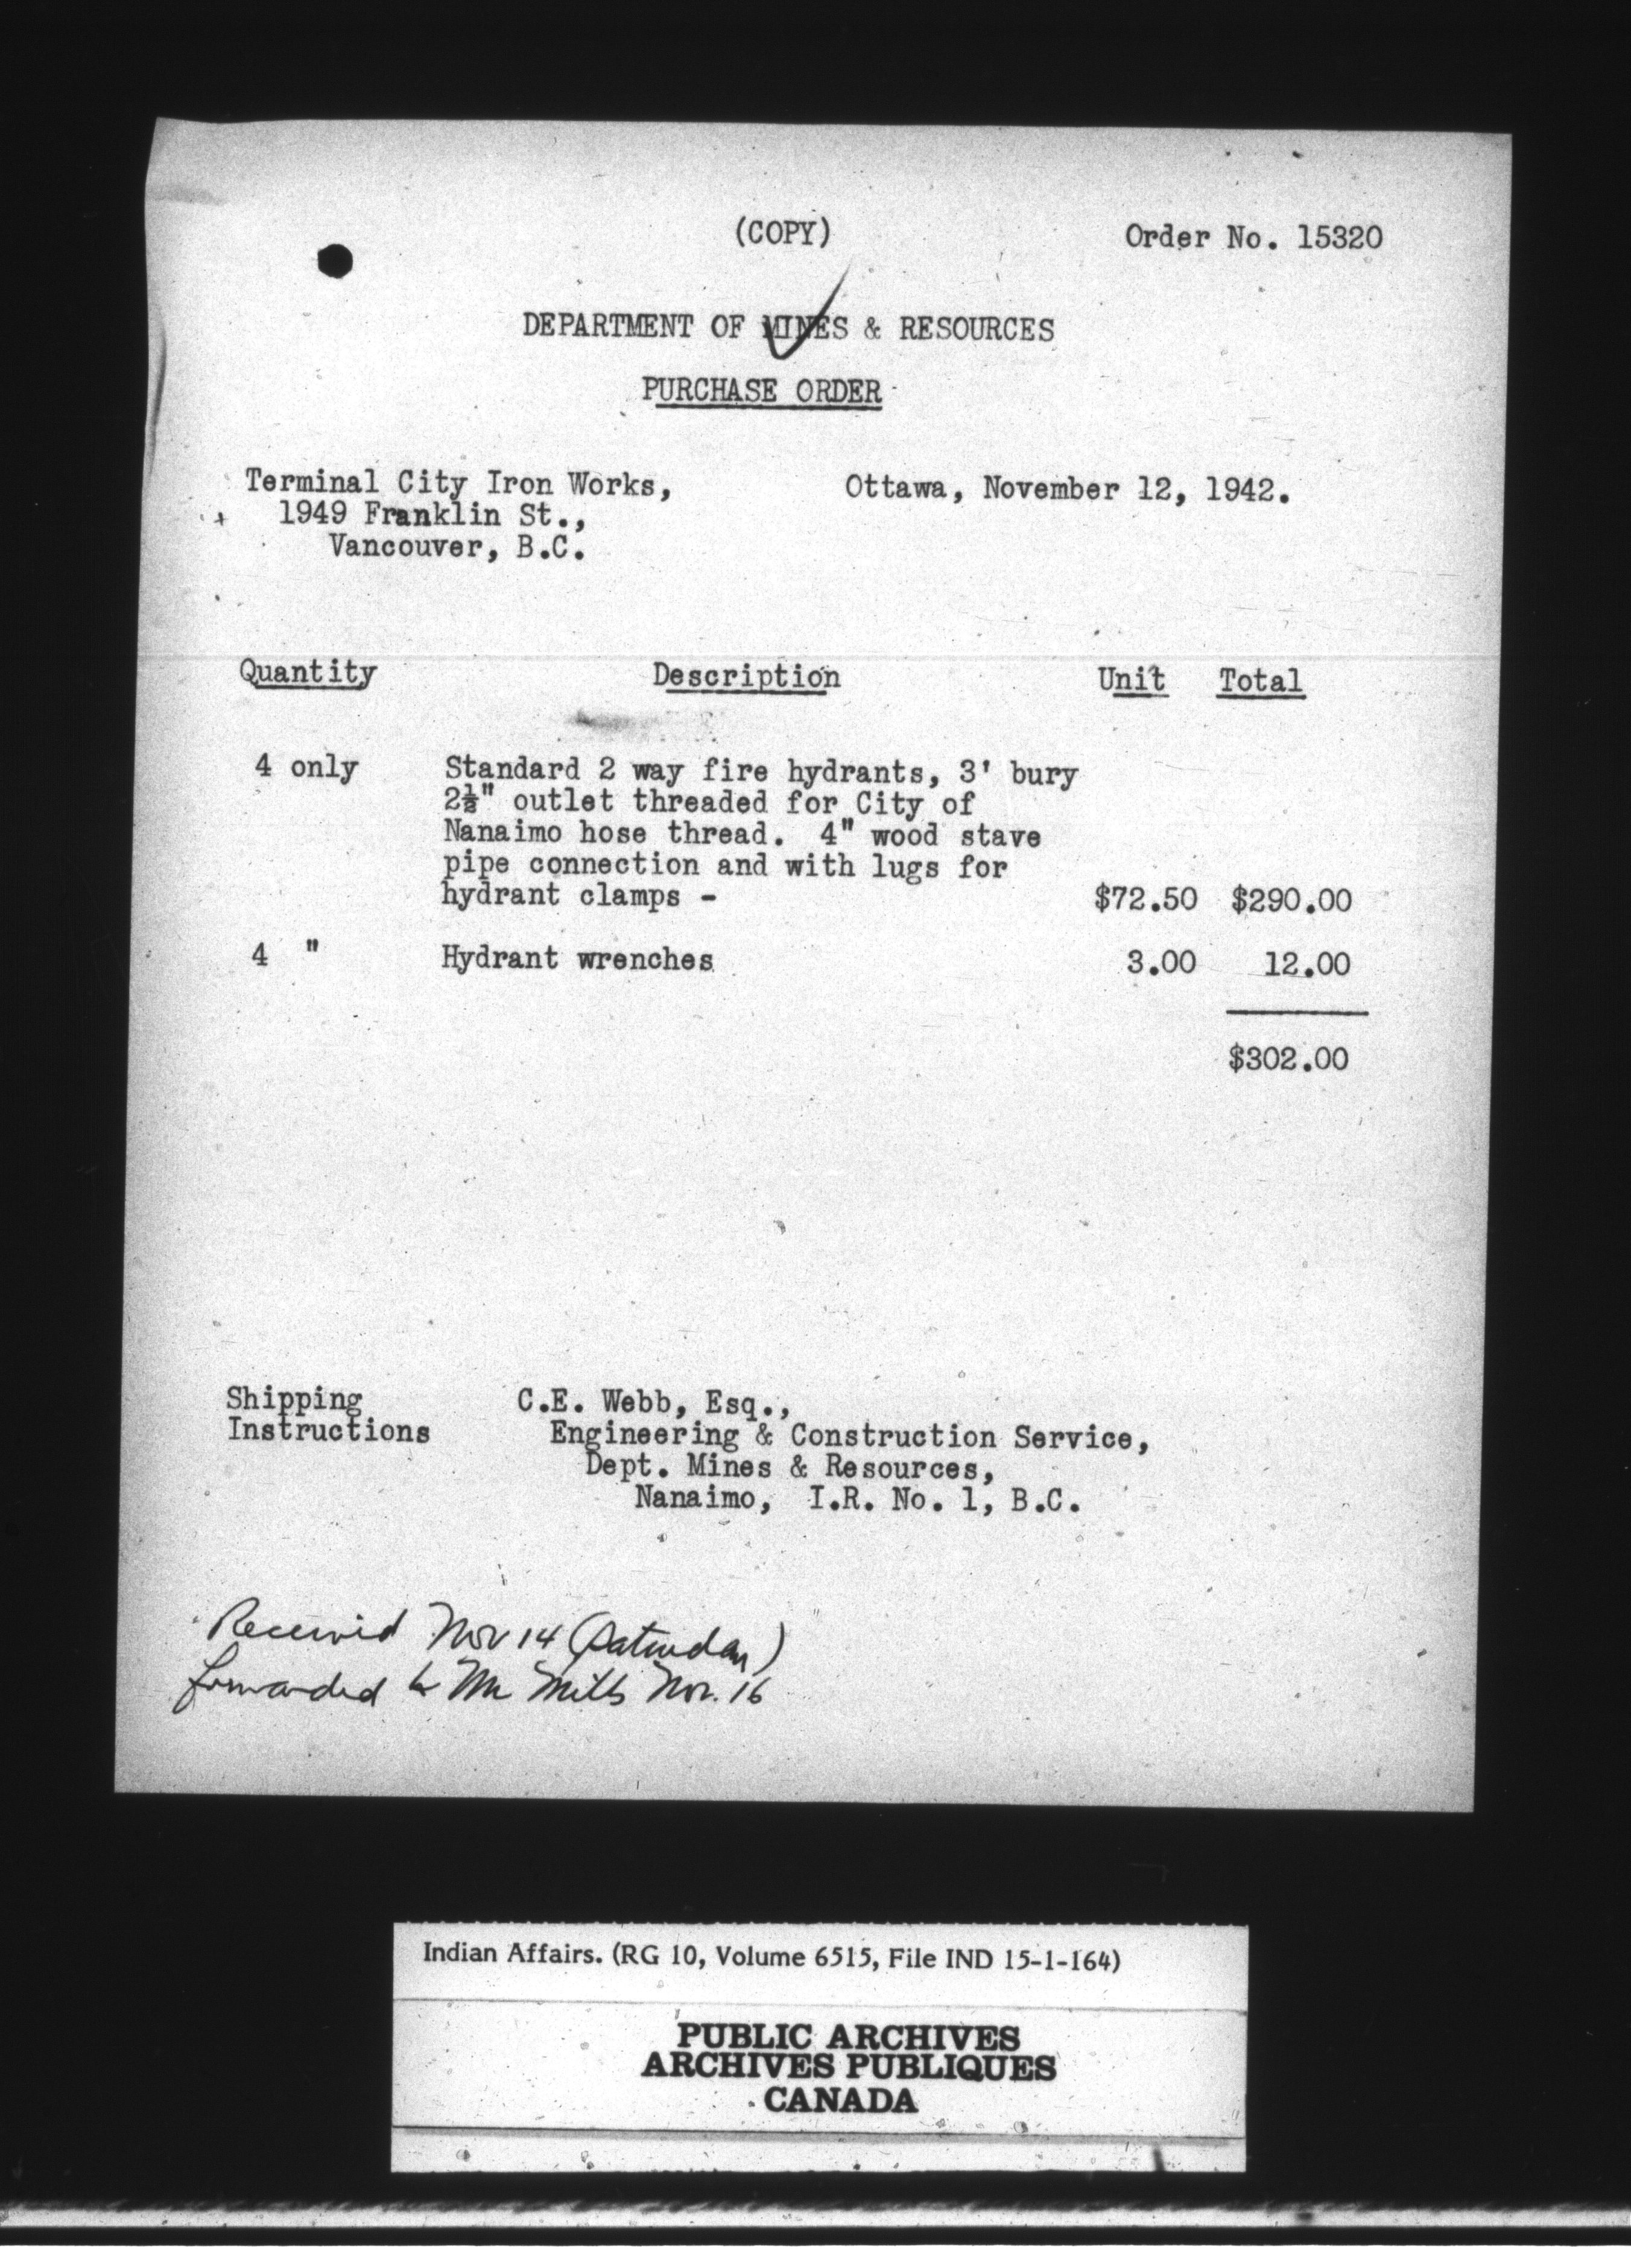 (COPY)
Order No. 15320
DEPARTMENT OF MINES & RESOURCES
PURCHASE ORDER
Terminal City Iron Works,
1949 Franklin St.,
Vancouver, B.C.
Ottawa, November 12, 1942.
Quantity Description Unit Total
4 only Standard 2 way fire hydrants, 3' bury
2½" outlet threaded for City of
Nanaimo hose thread. 4" wood stave
pipe connection and with lugs for
hydrant clamps - $72.50 $290.00
4 " Hydrant wrenches 3.00 12.00
$302.00
Shipping
Instructions
C.E. Webb, Esq.,
Engineering & Construction Service,
Dept. Mines & Resources,
Nanaimo, I.R. No. 1, B.C.
Received Nov 14 (Saturday)
forwarded to Mr Mills Nov. 16
Indian Affairs. (RG 10, Volume 6515, File IND 15-1-164)
PUBLIC ARCHIVES
ARCHIVES PUBLIQUES
CANADA